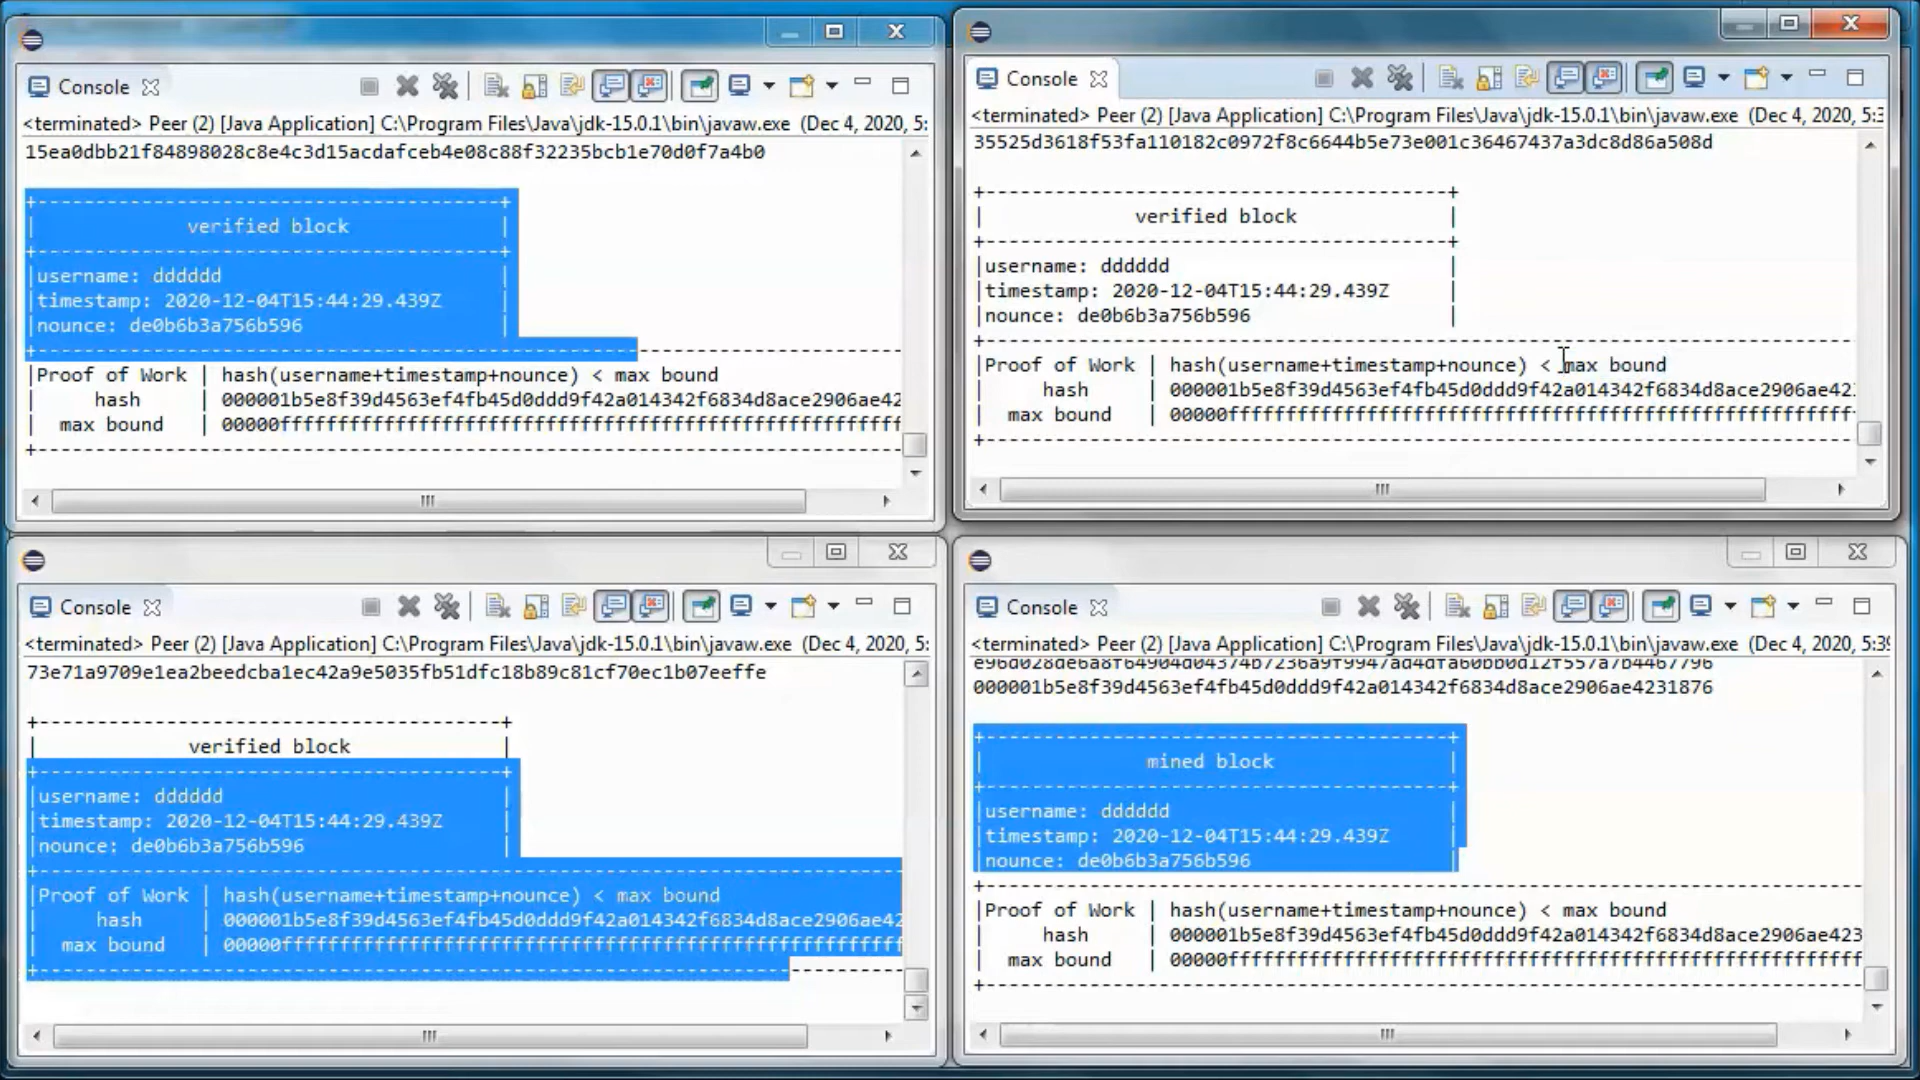 Console
<terminated> Peer (2) [Java Application] C:\Program Files\Java\jdk-15.0.1\bin\javaw.exe (Dec 4, 2020, 5:
15ea0dbb21f84898028c8e4c3d15acdafceb4e08c88f32235bcb1e70d0f7a4b0
+-----------------------------------------+
| verified block |
+-----------------------------------------+
|username: dddddd |
|timestamp: 2020-12-04T15:44:29.439Z |
|nounce: de0b6b3a756b596 |
+---------------------------------------------------------------------------
|Proof of Work | hash(username+timestamp+nounce) < max bound
| hash | 000001b5e8f39d4563ef4fb45d0ddd9f42a014342f6834d8ace2906ae42
| max bound | 00000ffffffffffffffffffffffffffffffffffffffffffffffffffffff
+---------------------------------------------------------------------------
Console
<terminated> Peer (2) [Java Application] C:\Program Files\Java\jdk-15.0.1\bin\javaw.exe (Dec 4, 2020, 5:3
35525d3618f53fa110182c0972f8c6644b5e73e001c36467437a3dc8d86a508d
+-----------------------------------------+
| verified block |
+-----------------------------------------+
|username: dddddd |
|timestamp: 2020-12-04T15:44:29.439Z |
|nounce: de0b6b3a756b596 |
+---------------------------------------------------------------------------
|Proof of Work | hash(username+timestamp+nounce) < max bound
| hash | 000001b5e8f39d4563ef4fb45d0ddd9f42a014342f6834d8ace2906ae42
| max bound | 00000ffffffffffffffffffffffffffffffffffffffffffffffffffffff
+---------------------------------------------------------------------------
Console
<terminated> Peer (2) [Java Application] C:\Program Files\Java\jdk-15.0.1\bin\javaw.exe (Dec 4, 2020, 5:
73e71a9709e1ea2beedcba1ec42a9e5035fb51dfc18b89c81cf70ec1b07eeffe
+-----------------------------------------+
| verified block |
+-----------------------------------------+
|username: dddddd |
|timestamp: 2020-12-04T15:44:29.439Z |
|nounce: de0b6b3a756b596 |
+---------------------------------------------------------------------------
|Proof of Work | hash(username+timestamp+nounce) < max bound
| hash | 000001b5e8f39d4563ef4fb45d0ddd9f42a014342f6834d8ace2906ae42
| max bound | 00000ffffffffffffffffffffffffffffffffffffffffffffffffffffff
+---------------------------------------------------------------------------
Console
<terminated> Peer (2) [Java Application] C:\Program Files\Java\jdk-15.0.1\bin\javaw.exe (Dec 4, 2020, 5:39
000001b5e8f39d4563ef4fb45d0ddd9f42a014342f6834d8ace2906ae4231876
+-----------------------------------------+
| mined block |
+-----------------------------------------+
|username: dddddd |
|timestamp: 2020-12-04T15:44:29.439Z |
|nounce: de0b6b3a756b596 |
+---------------------------------------------------------------------------
|Proof of Work | hash(username+timestamp+nounce) < max bound
| hash | 000001b5e8f39d4563ef4fb45d0ddd9f42a014342f6834d8ace2906ae423
| max bound | 00000fffffffffffffffffffffffffffffffffffffffffffffffffffffff
+---------------------------------------------------------------------------